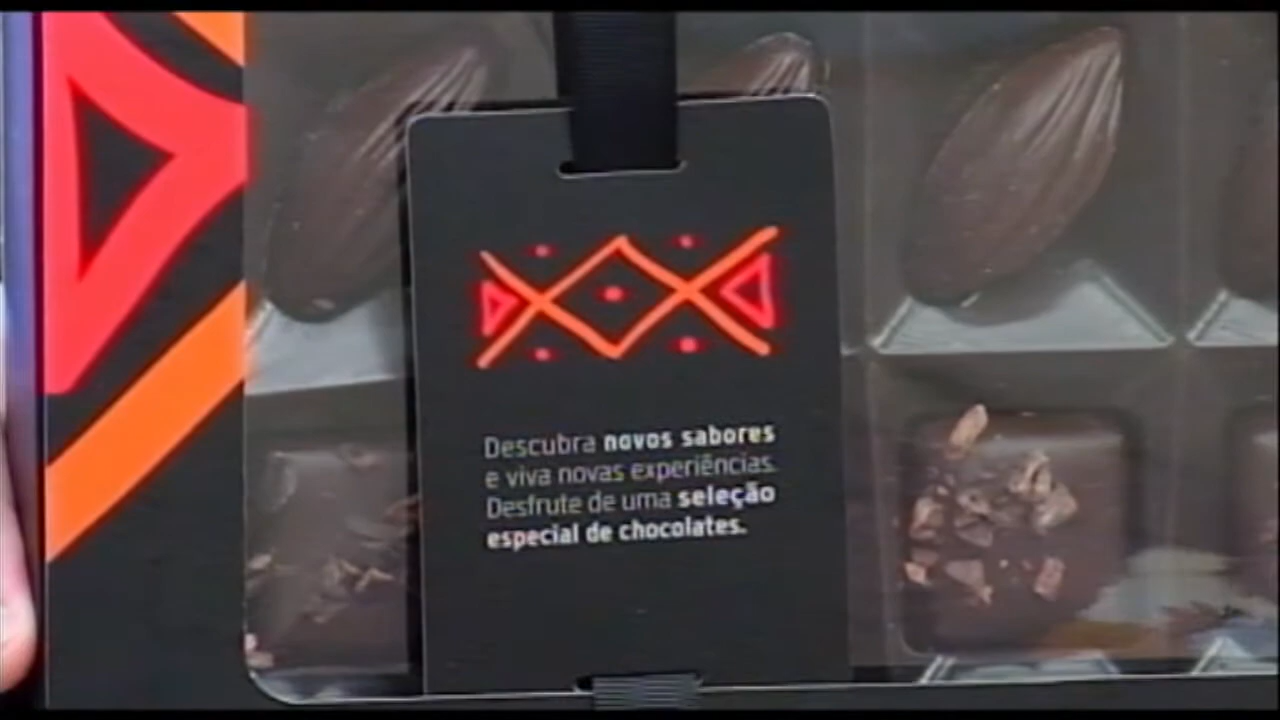 Descubra novos sabores
e viva novas experiências.
Desfrute de uma seleção
especial de chocolates.